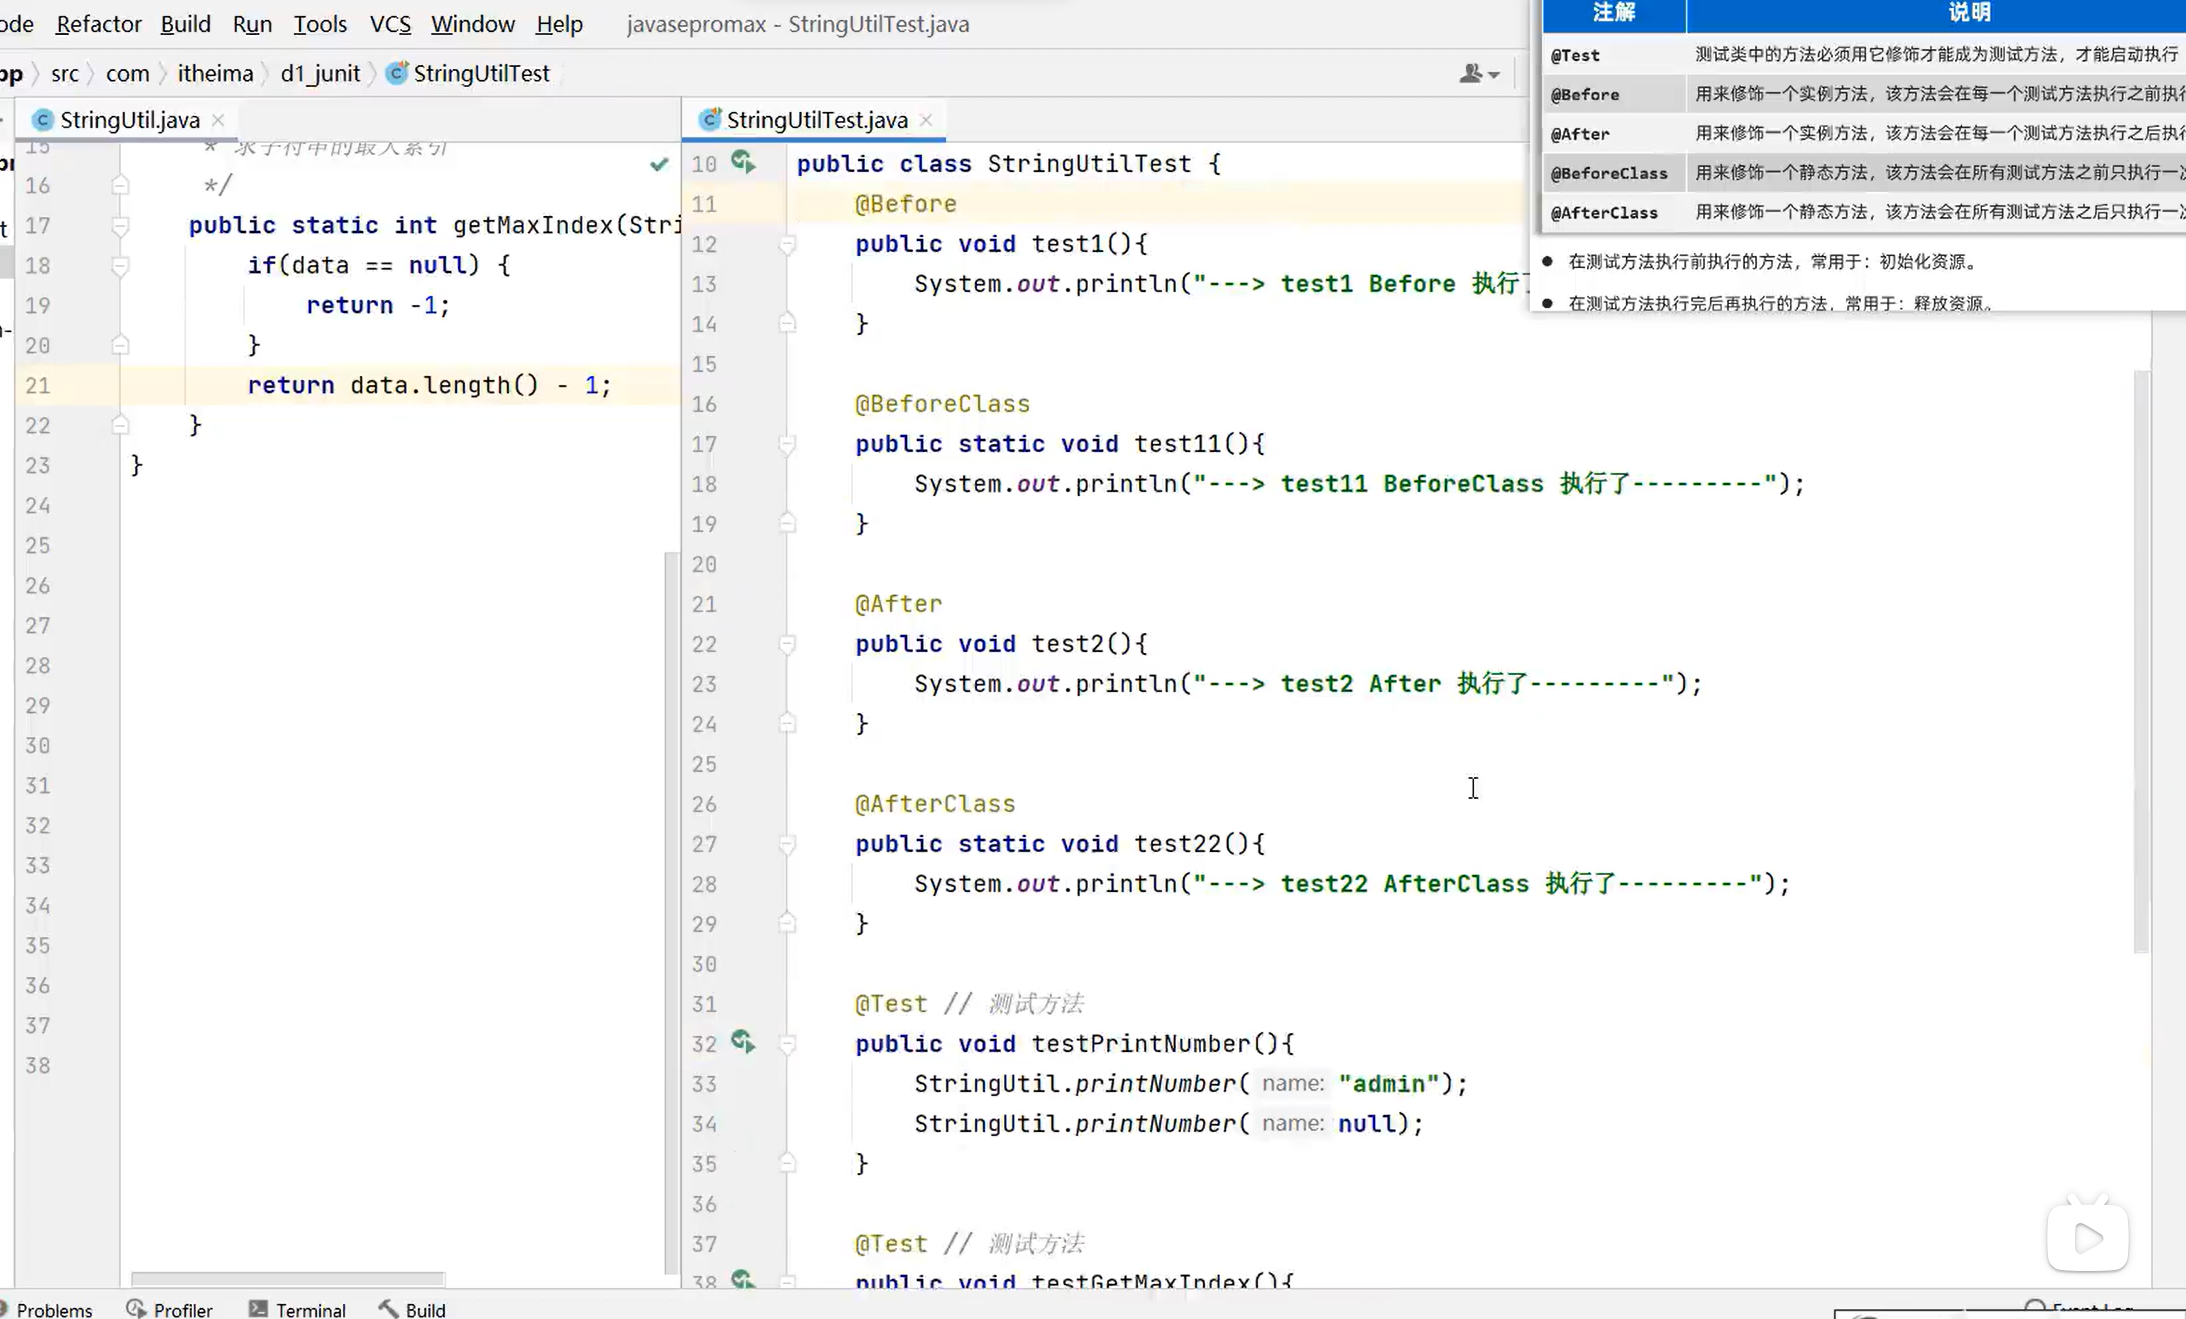 ode Refactor Build Run Tools VCS Window Help javasepromax - StringUtilTest.java
pp src com itheima d1_junit StringUtilTest
StringUtil.java
15 * 求子符串的最大索引
16 */
17 public static int getMaxIndex(Stri
18 if(data == null) {
19 return -1;
20 }
21 return data.length() - 1;
22 }
23 }
24
25
26
27
28
29
30
31
32
33
34
35
36
37
38
StringUtilTest.java
10 public class StringUtilTest {
11 @Before
12 public void test1(){
13 System.out.println("---> test1 Before 执行了
14 }
15
16 @BeforeClass
17 public static void test11(){
18 System.out.println("---> test11 BeforeClass 执行了---------");
19 }
20
21 @After
22 public void test2(){
23 System.out.println("---> test2 After 执行了---------");
24 }
25
26 @AfterClass
27 public static void test22(){
28 System.out.println("---> test22 AfterClass 执行了---------");
29 }
30
31 @Test // 测试方法
32 public void testPrintNumber(){
33 StringUtil.printNumber( name: "admin");
34 StringUtil.printNumber( name: null);
35 }
36
37 @Test // 测试方法
38 public void testGetMaxIndex(){
注解 说明
@Test 测试类中的方法必须用它修饰才能成为测试方法，才能启动执行
@Before 用来修饰一个实例方法，该方法会在每一个测试方法执行之前执行
@After 用来修饰一个实例方法，该方法会在每一个测试方法执行之后执行
@BeforeClass 用来修饰一个静态方法，该方法会在所有测试方法之前只执行一次
@AfterClass 用来修饰一个静态方法，该方法会在所有测试方法之后只执行一次
● 在测试方法执行前执行的方法，常用于：初始化资源。
● 在测试方法执行完后再执行的方法，常用于：释放资源。
Problems Profiler Terminal Build Event Log